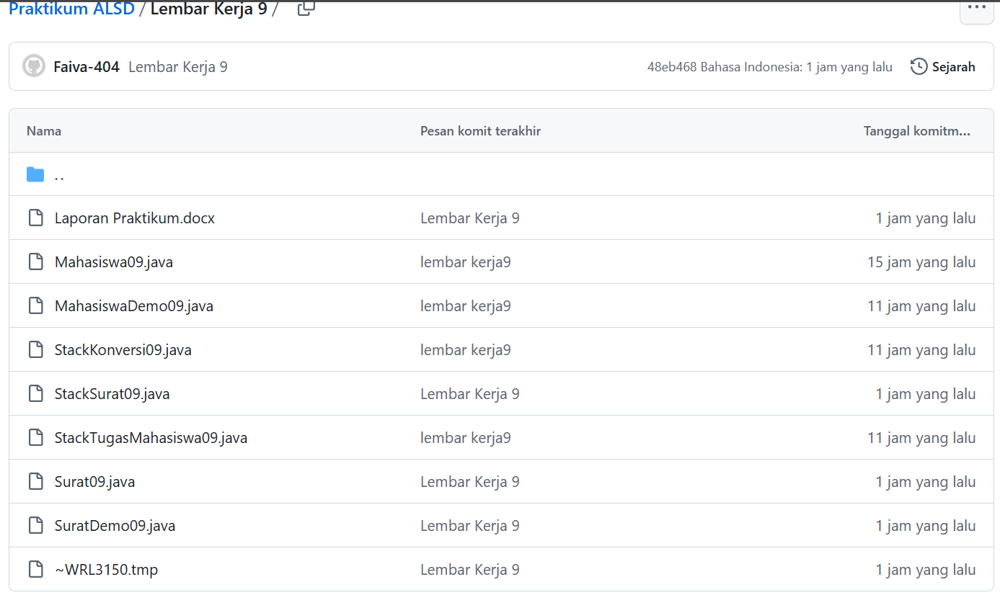 Praktikum ALSD / Lembar Kerja 9 /
Faiva-404 Lembar Kerja 9 48eb468 Bahasa Indonesia: 1 jam yang lalu Sejarah
Nama Pesan komit terakhir Tanggal komitm...
..
Laporan Praktikum.docx Lembar Kerja 9 1 jam yang lalu
Mahasiswa09.java lembar kerja9 15 jam yang lalu
MahasiswaDemo09.java lembar kerja9 11 jam yang lalu
StackKonversi09.java lembar kerja9 11 jam yang lalu
StackSurat09.java Lembar Kerja 9 1 jam yang lalu
StackTugasMahasiswa09.java lembar kerja9 11 jam yang lalu
Surat09.java Lembar Kerja 9 1 jam yang lalu
SuratDemo09.java Lembar Kerja 9 1 jam yang lalu
~WRL3150.tmp Lembar Kerja 9 1 jam yang lalu